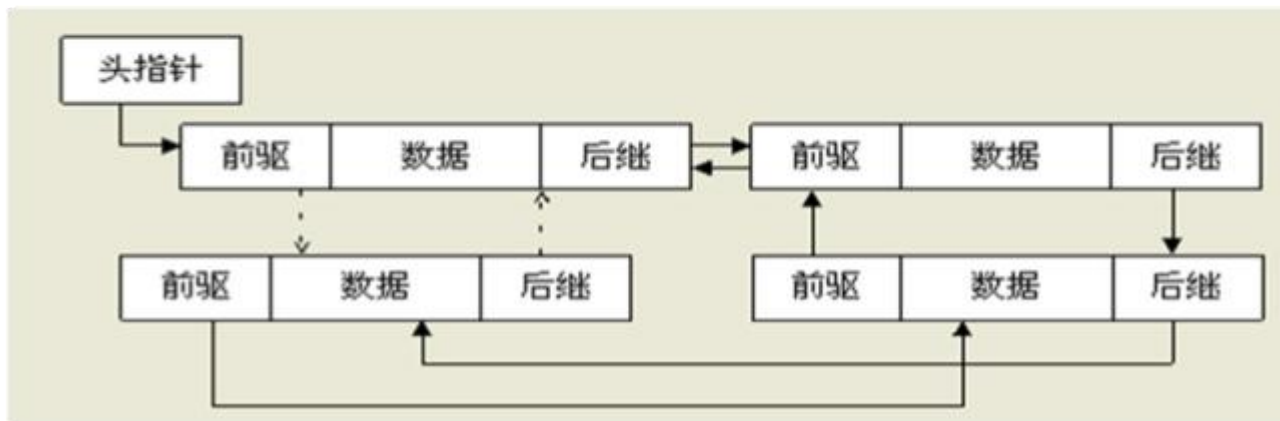 头指针
前驱 数据 后继 前驱 数据 后继
前驱 数据 后继 前驱 数据 后继